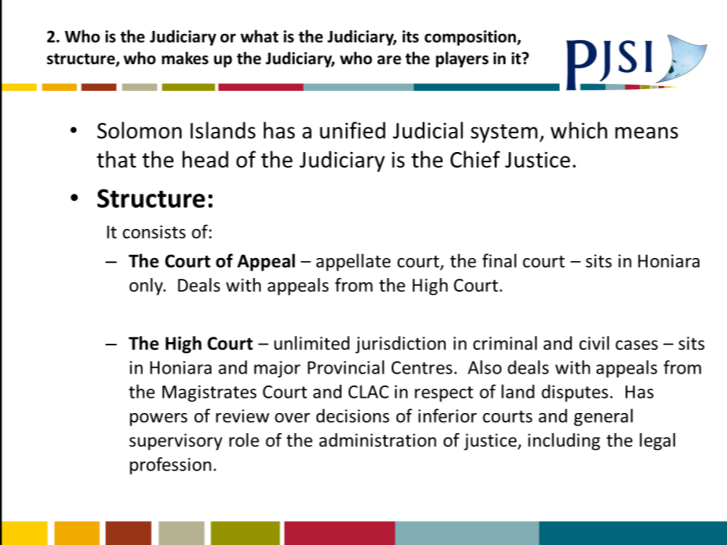 2. Who is the Judiciary or what is the Judiciary, its composition,
structure, who makes up the Judiciary, who are the players in it?
PJSI
• Solomon Islands has a unified Judicial system, which means
that the head of the Judiciary is the Chief Justice.
• Structure:
It consists of:
– The Court of Appeal – appellate court, the final court – sits in Honiara
only.  Deals with appeals from the High Court.
– The High Court – unlimited jurisdiction in criminal and civil cases – sits
in Honiara and major Provincial Centres.  Also deals with appeals from
the Magistrates Court and CLAC in respect of land disputes.  Has
powers of review over decisions of inferior courts and general
supervisory role of the administration of justice, including the legal
profession.